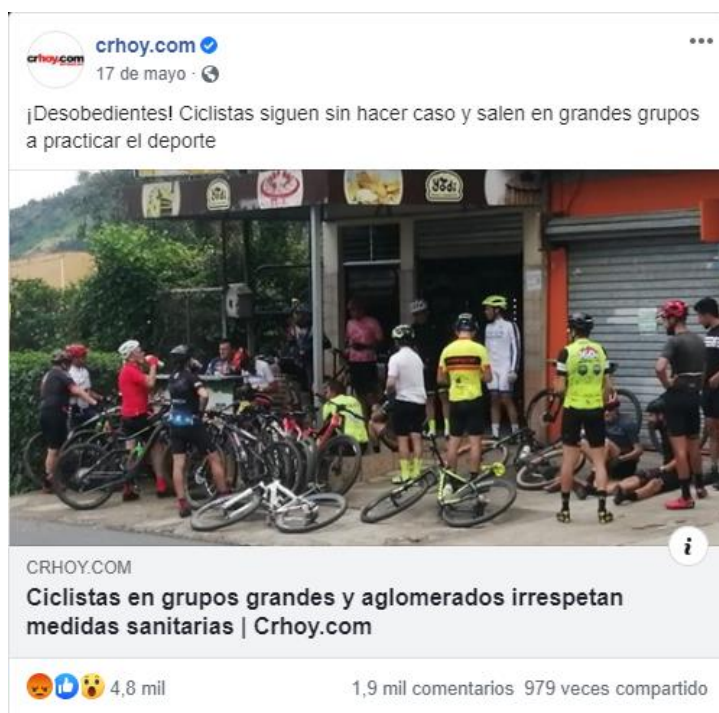 crhoy.com
crhoy.com
17 de mayo ·
¡Desobedientes! Ciclistas siguen sin hacer caso y salen en grandes grupos
a practicar el deporte
CRHOY.COM
Ciclistas en grupos grandes y aglomerados irrespetan
medidas sanitarias | Crhoy.com
4,8 mil
1,9 mil comentarios 979 veces compartido